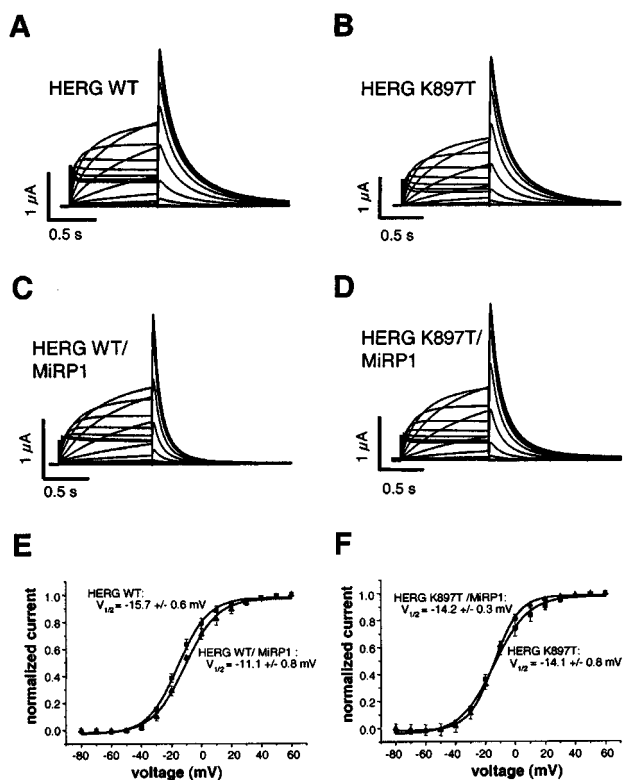 A
HERG WT
1 µA
0.5 s
B
HERG K897T
1 µA
0.5 s
C
HERG WT/
MiRP1
1 µA
0.5 s
D
HERG K897T/
MiRP1
1 µA
0.5 s
E
normalized current
1.0
0.8
0.6
0.4
0.2
0.0
HERG WT:
V1/2 = -15.7 +/- 0.6 mV
HERG WT/ MiRP1 :
V1/2 = -11.1 +/- 0.8 mV
-80 -60 -40 -20 0 20 40 60
voltage (mV)
F
normalized current
1.0
0.8
0.6
0.4
0.2
0.0
HERG K897T /MiRP1:
V1/2 = -14.2 +/- 0.3 mV
HERG K897T:
V1/2 = -14.1 +/- 0.8 mV
-80 -60 -40 -20 0 20 40 60
voltage (mV)